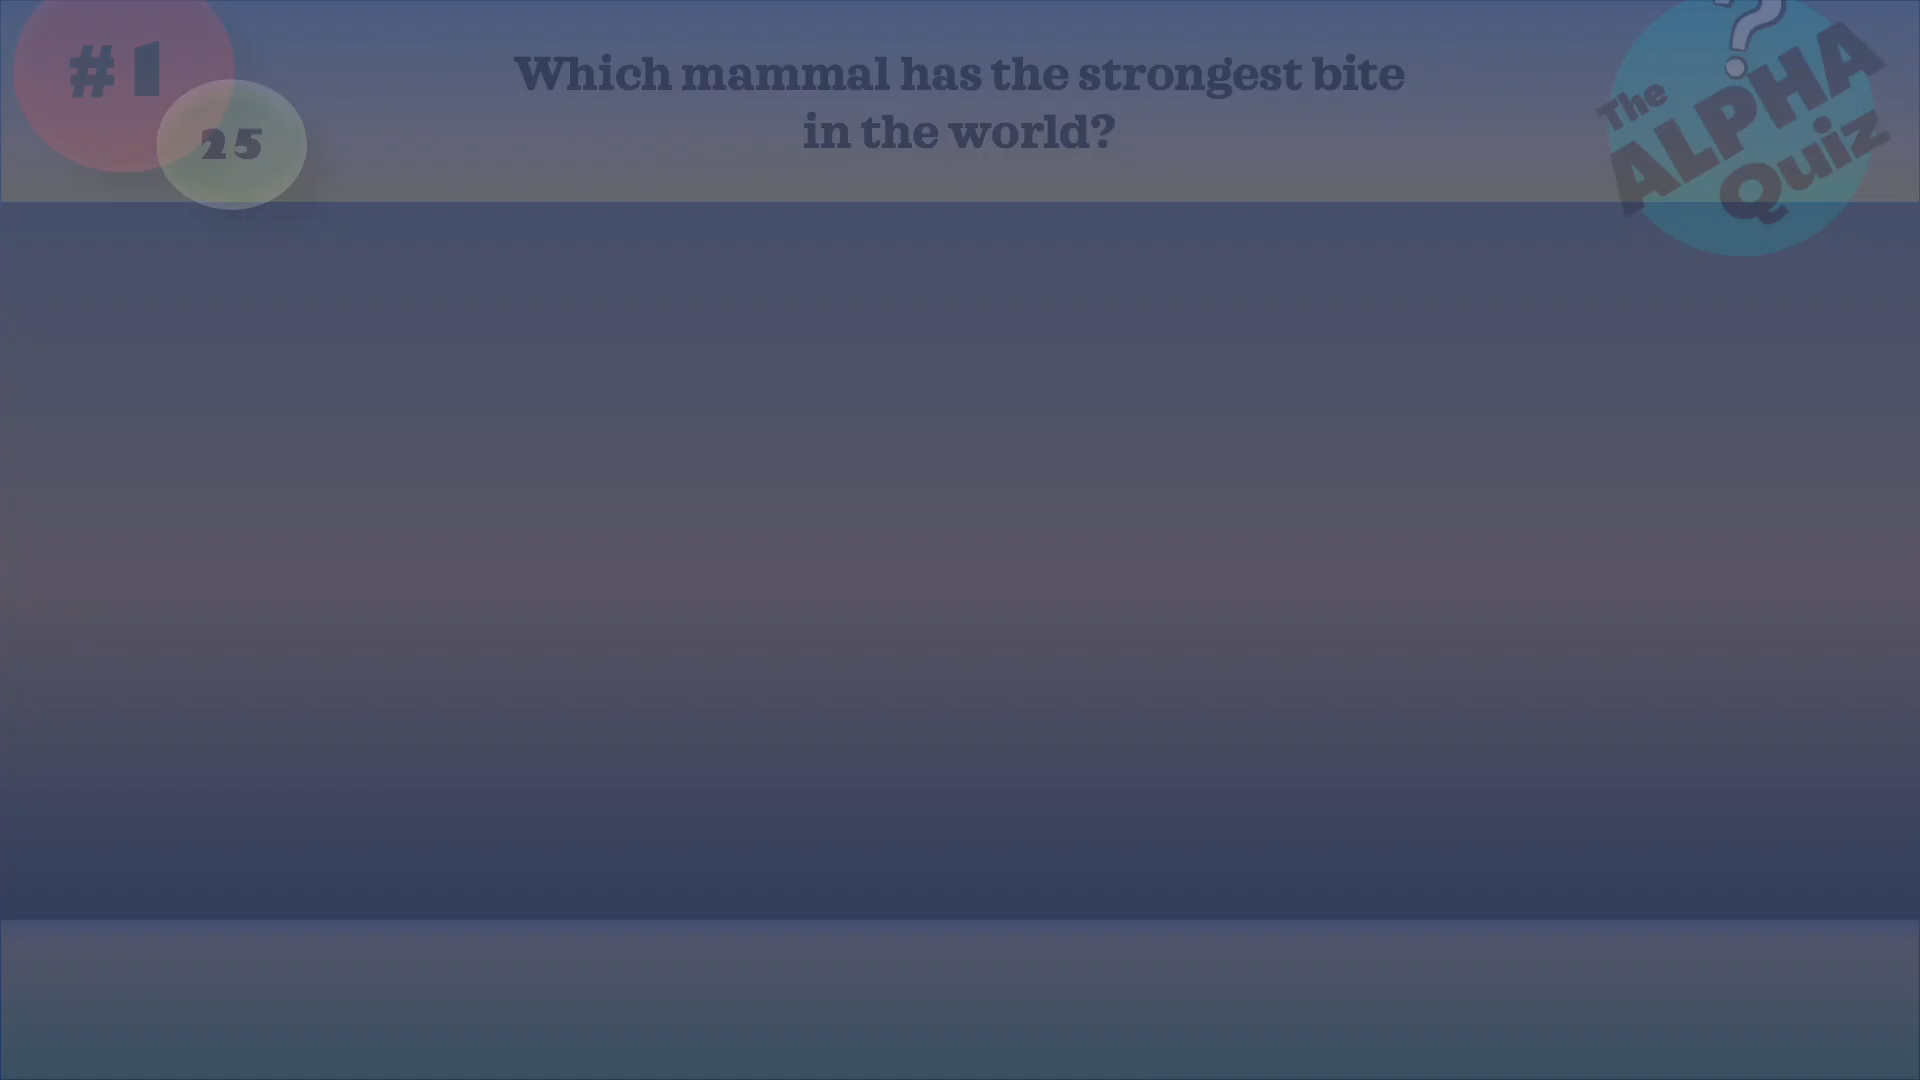 #1
25
Which mammal has the strongest bite
in the world?
?
The
ALPHA
Quiz